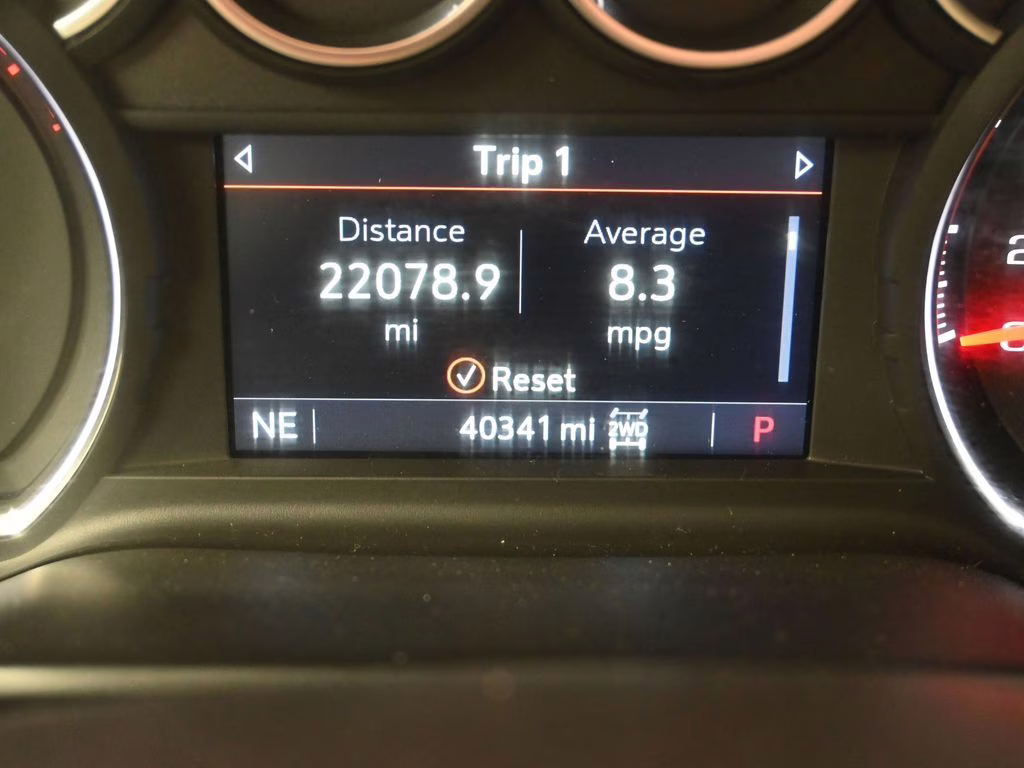 Trip 1
Distance Average
22078.9 8.3
mi mpg
Reset
NE 40341 mi 2WD P